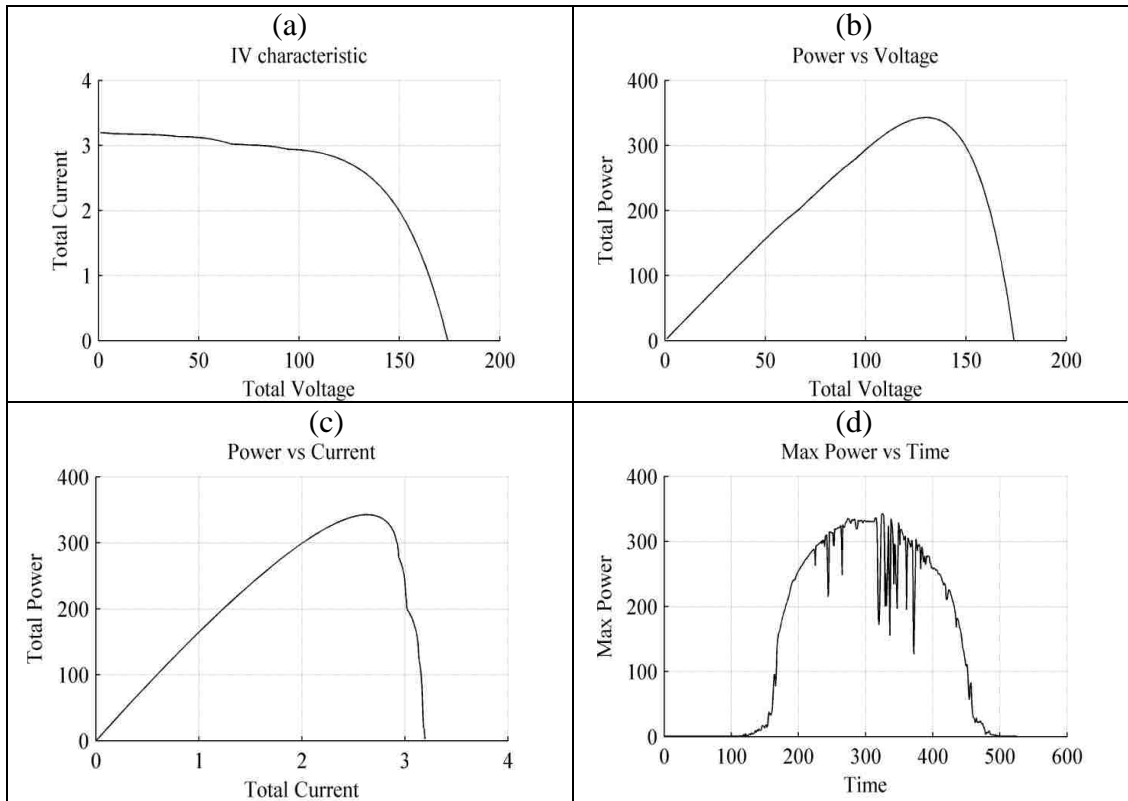 (a)
IV characteristic
4
3
2
1
0
Total Current
0 50 100 150 200
Total Voltage
(b)
Power vs Voltage
400
300
200
100
0
Total Power
0 50 100 150 200
Total Voltage
(c)
Power vs Current
400
300
200
100
0
Total Power
0 1 2 3 4
Total Current
(d)
Max Power vs Time
400
300
200
100
0
Max Power
0 100 200 300 400 500 600
Time